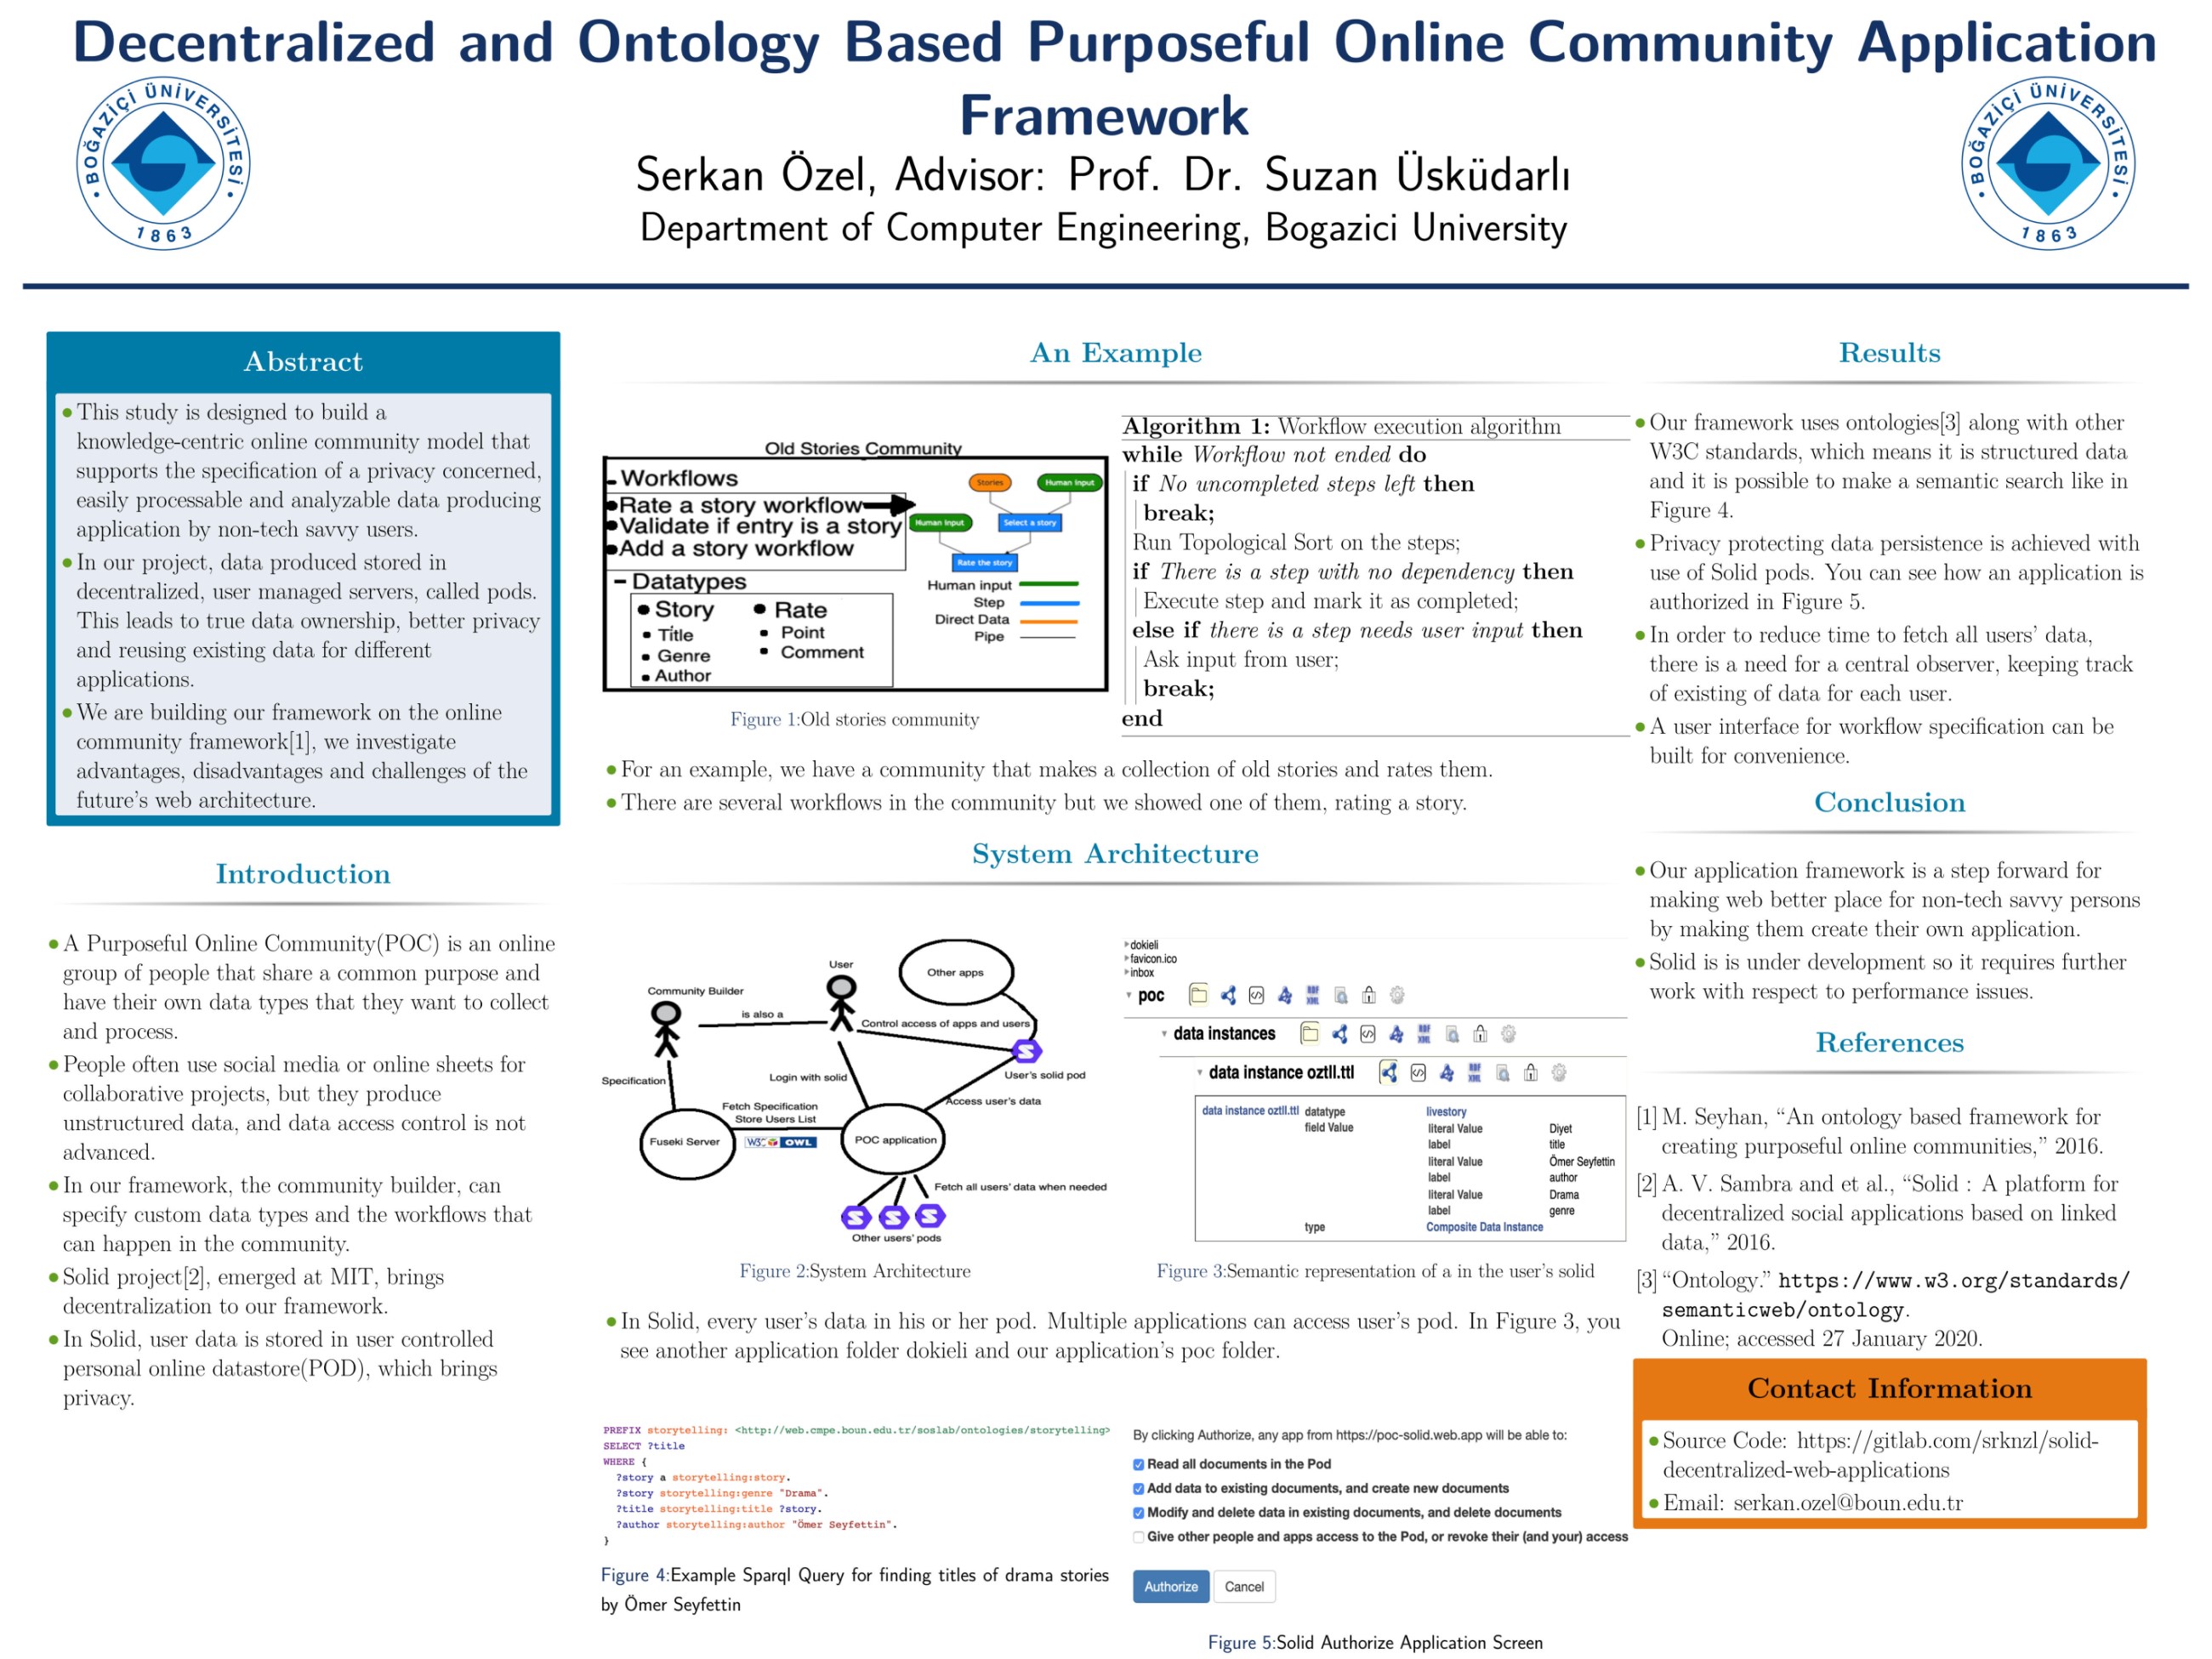 Decentralized and Ontology Based Purposeful Online Community Application
Framework
Serkan Özel, Advisor: Prof. Dr. Suzan Üsküdarlı
Department of Computer Engineering, Bogazici University
BOĞAZİÇİ ÜNİVERSİTESİ
1863
BOĞAZİÇİ ÜNİVERSİTESİ
1863
Abstract
• This study is designed to build a
knowledge-centric online community model that
supports the specification of a privacy concerned,
easily processable and analyzable data producing
application by non-tech savvy users.
• In our project, data produced stored in
decentralized, user managed servers, called pods.
This leads to true data ownership, better privacy
and reusing existing data for different
applications.
• We are building our framework on the online
community framework[1], we investigate
advantages, disadvantages and challenges of the
future's web architecture.
Introduction
• A Purposeful Online Community(POC) is an online
group of people that share a common purpose and
have their own data types that they want to collect
and process.
• People often use social media or online sheets for
collaborative projects, but they produce
unstructured data, and data access control is not
advanced.
• In our framework, the community builder, can
specify custom data types and the workflows that
can happen in the community.
• Solid project[2], emerged at MIT, brings
decentralization to our framework.
• In Solid, user data is stored in user controlled
personal online datastore(POD), which brings
privacy.
An Example
Old Stories Community
- Workflows
• Rate a story workflow
• Validate if entry is a story
• Add a story workflow
- Datatypes
• Story
• Title
• Genre
• Author
• Rate
• Point
• Comment
Stories
Human Input
Human Input
Select a story
Rate the story
Human input
Step
Direct Data
Pipe
Figure 1:Old stories community
Algorithm 1: Workflow execution algorithm
while Workflow not ended do
if No uncompleted steps left then
break;
Run Topological Sort on the steps;
if There is a step with no dependency then
Execute step and mark it as completed;
else if there is a step needs user input then
Ask input from user;
break;
end
• For an example, we have a community that makes a collection of old stories and rates them.
• There are several workflows in the community but we showed one of them, rating a story.
System Architecture
Community Builder
User
Other apps
is also a
Control access of apps and users
Specification
Login with solid
User's solid pod
Fetch Specification
Store Users List
Access user's data
Fuseki Server
W3C OWL
POC application
Fetch all users' data when needed
Other users' pods
Figure 2:System Architecture
dokieli
favicon.ico
inbox
poc
data instances
data instance oztll.ttl
data instance oztll.ttl datatype livestory
field Value literal Value Diyet
label title
literal Value Ömer Seyfettin
label author
literal Value Drama
label genre
type Composite Data Instance
Figure 3:Semantic representation of a in the user's solid
• In Solid, every user's data in his or her pod. Multiple applications can access user's pod. In Figure 3, you
see another application folder dokieli and our application's poc folder.
PREFIX storytelling: <http://web.cmpe.boun.edu.tr/soslab/ontologies/storytelling>
SELECT ?title
WHERE {
?story a storytelling:story.
?story storytelling:genre "Drama".
?title storytelling:title ?story.
?author storytelling:author "Ömer Seyfettin".
}
Figure 4:Example Sparql Query for finding titles of drama stories
by Ömer Seyfettin
By clicking Authorize, any app from https://poc-solid.web.app will be able to:
Read all documents in the Pod
Add data to existing documents, and create new documents
Modify and delete data in existing documents, and delete documents
Give other people and apps access to the Pod, or revoke their (and your) access
Authorize
Cancel
Figure 5:Solid Authorize Application Screen
Results
• Our framework uses ontologies[3] along with other
W3C standards, which means it is structured data
and it is possible to make a semantic search like in
Figure 4.
• Privacy protecting data persistence is achieved with
use of Solid pods. You can see how an application is
authorized in Figure 5.
• In order to reduce time to fetch all users' data,
there is a need for a central observer, keeping track
of existing of data for each user.
• A user interface for workflow specification can be
built for convenience.
Conclusion
• Our application framework is a step forward for
making web better place for non-tech savvy persons
by making them create their own application.
• Solid is is under development so it requires further
work with respect to performance issues.
References
[1] M. Seyhan, "An ontology based framework for
creating purposeful online communities," 2016.
[2] A. V. Sambra and et al., "Solid : A platform for
decentralized social applications based on linked
data," 2016.
[3] "Ontology." https://www.w3.org/standards/
semanticweb/ontology.
Online; accessed 27 January 2020.
Contact Information
• Source Code: https://gitlab.com/srknzl/solid-
decentralized-web-applications
• Email: serkan.ozel@boun.edu.tr